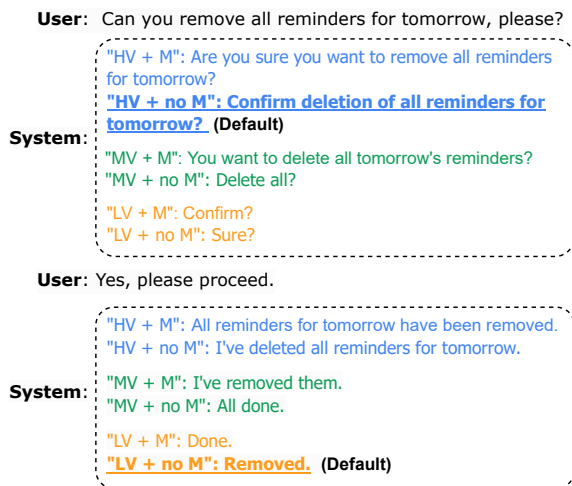 User: Can you remove all reminders for tomorrow, please?
"HV + M": Are you sure you want to remove all reminders
for tomorrow?
"HV + no M": Confirm deletion of all reminders for
tomorrow? (Default)
System:
"MV + M": You want to delete all tomorrow's reminders?
"MV + no M": Delete all?
"LV + M": Confirm?
"LV + no M": Sure?
User: Yes, please proceed.
"HV + M": All reminders for tomorrow have been removed.
"HV + no M": I've deleted all reminders for tomorrow.
System:
"MV + M": I've removed them.
"MV + no M": All done.
"LV + M": Done.
"LV + no M": Removed. (Default)